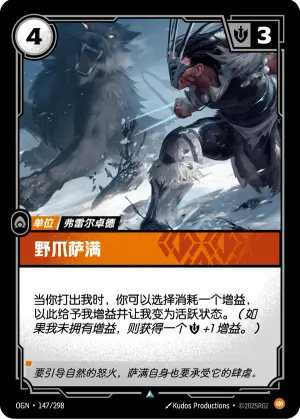 4
3
单位 弗雷尔卓德
野爪萨满
当你打出我时，你可以选择消耗一个增益，
以此给予我增益并让我变为活跃状态。（如
果我未拥有增益，则获得一个 +1 增益。）
要引导自然的怒火，萨满自身也要承受它的肆虐。
OGN • 147/298
Kudos Productions • ©2025RGI